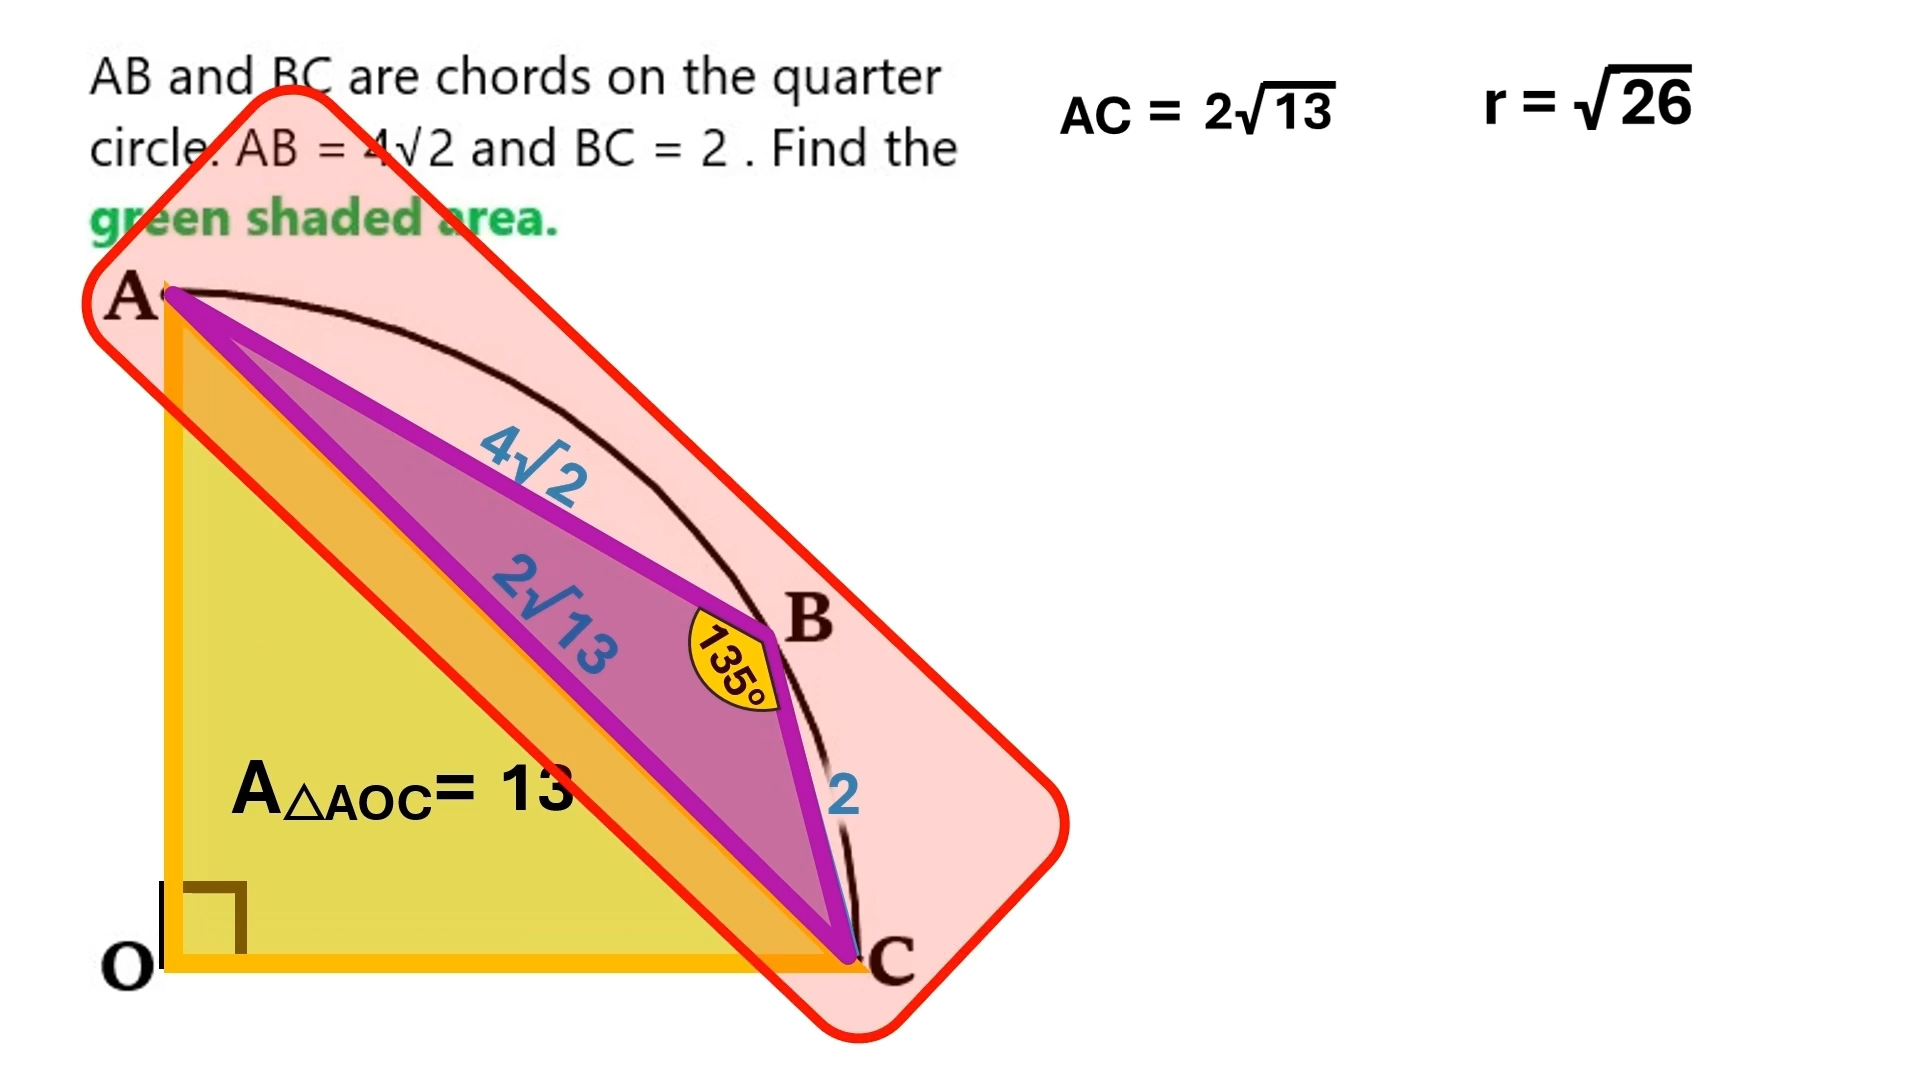 AB and BC are chords on the quarter
circle. AB = 4√2 and BC = 2 . Find the
green shaded area.
AC = 2√13
r = √26
A
4√2
2√13
B
135°
2
A△AOC= 13
O
C